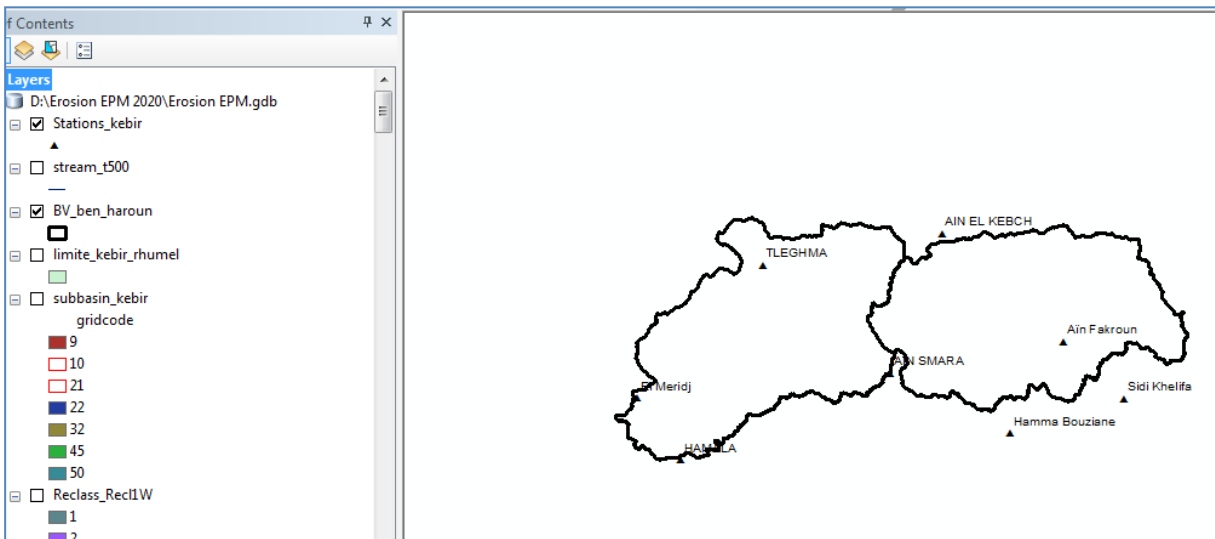 f Contents
Layers
D:\Erosion EPM 2020\Erosion EPM.gdb
Stations_kebir
stream_t500
BV_ben_haroun
limite_kebir_rhumel
subbasin_kebir
gridcode
9
10
21
22
32
45
50
Reclass_Recl1W
1
2
AIN EL KEBCH
TLEGHMA
Aïn Fakroun
AIN SMARA
El Meridj
Sidi Khelifa
Hamma Bouziane